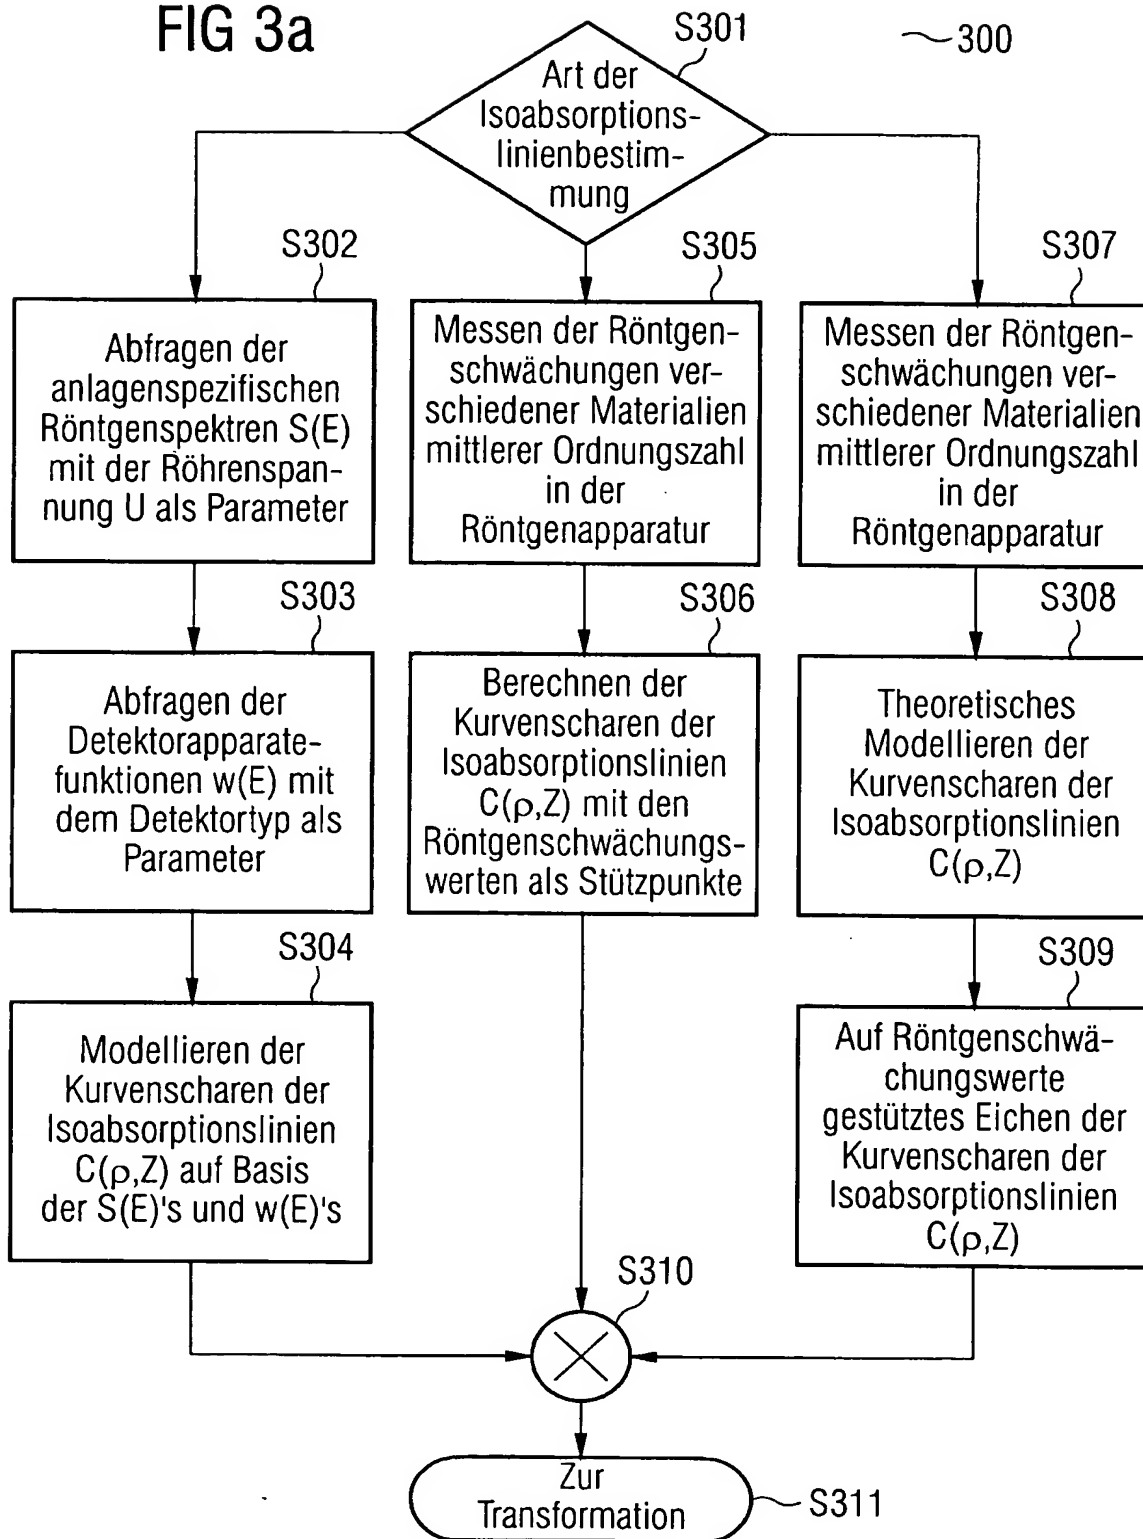 FIG 3a
300
S301
Art der
Isoabsorptions-
linienbestim-
mung
S302
Abfragen der
anlagenspezifischen
Röntgenspektren S(E)
mit der Röhrenspan-
nung U als Parameter
S303
Abfragen der
Detektorapparate-
funktionen w(E) mit
dem Detektortyp als
Parameter
S304
Modellieren der
Kurvenscharen der
Isoabsorptionslinien
C(ρ,Z) auf Basis
der S(E)'s und w(E)'s
S305
Messen der Röntgen-
schwächungen ver-
schiedener Materialien
mittlerer Ordnungszahl
in der
Röntgenapparatur
S306
Berechnen der
Kurvenscharen der
Isoabsorptionslinien
C(ρ,Z) mit den
Röntgenschwächungs-
werten als Stützpunkte
S307
Messen der Röntgen-
schwächungen ver-
schiedener Materialien
mittlerer Ordnungszahl
in der
Röntgenapparatur
S308
Theoretisches
Modellieren der
Kurvenscharen der
Isoabsorptionslinien
C(ρ,Z)
S309
Auf Röntgenschwä-
chungswerte
gestütztes Eichen der
Kurvenscharen der
Isoabsorptionslinien
C(ρ,Z)
S310
Zur
Transformation
S311